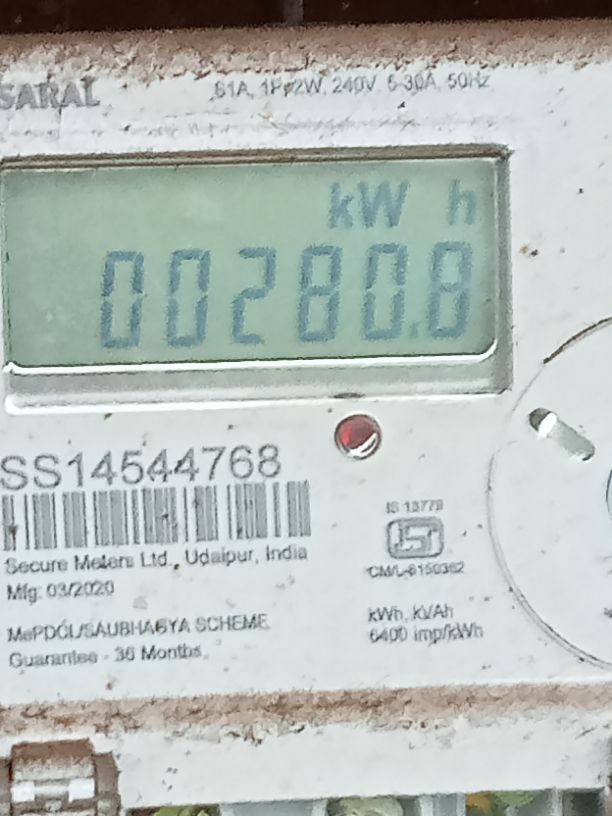 SARAL
S1A, 1P, 2W, 240V, 5-30A, 50Hz
kW h
00280.8
SS14544768
IS 13779
Secure Meters Ltd., Udaipur, India
CM/L-8150362
Mfg: 03/2020
kWh, kVAh
6400 imp/kWh
MePDCL/SAUBHAGYA SCHEME
Guarantee - 36 Months